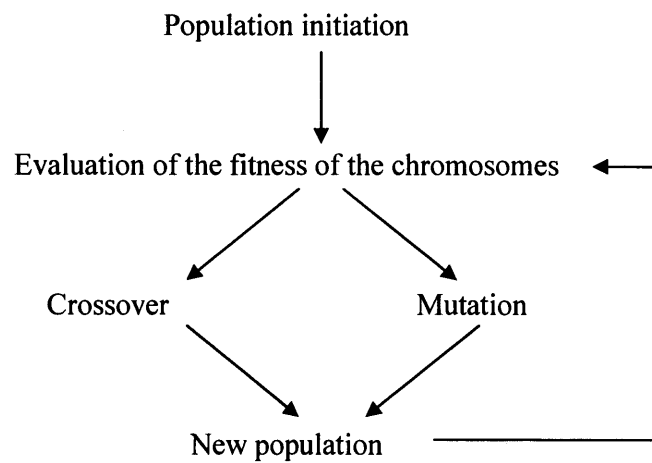 Population initiation
Evaluation of the fitness of the chromosomes
Crossover
Mutation
New population